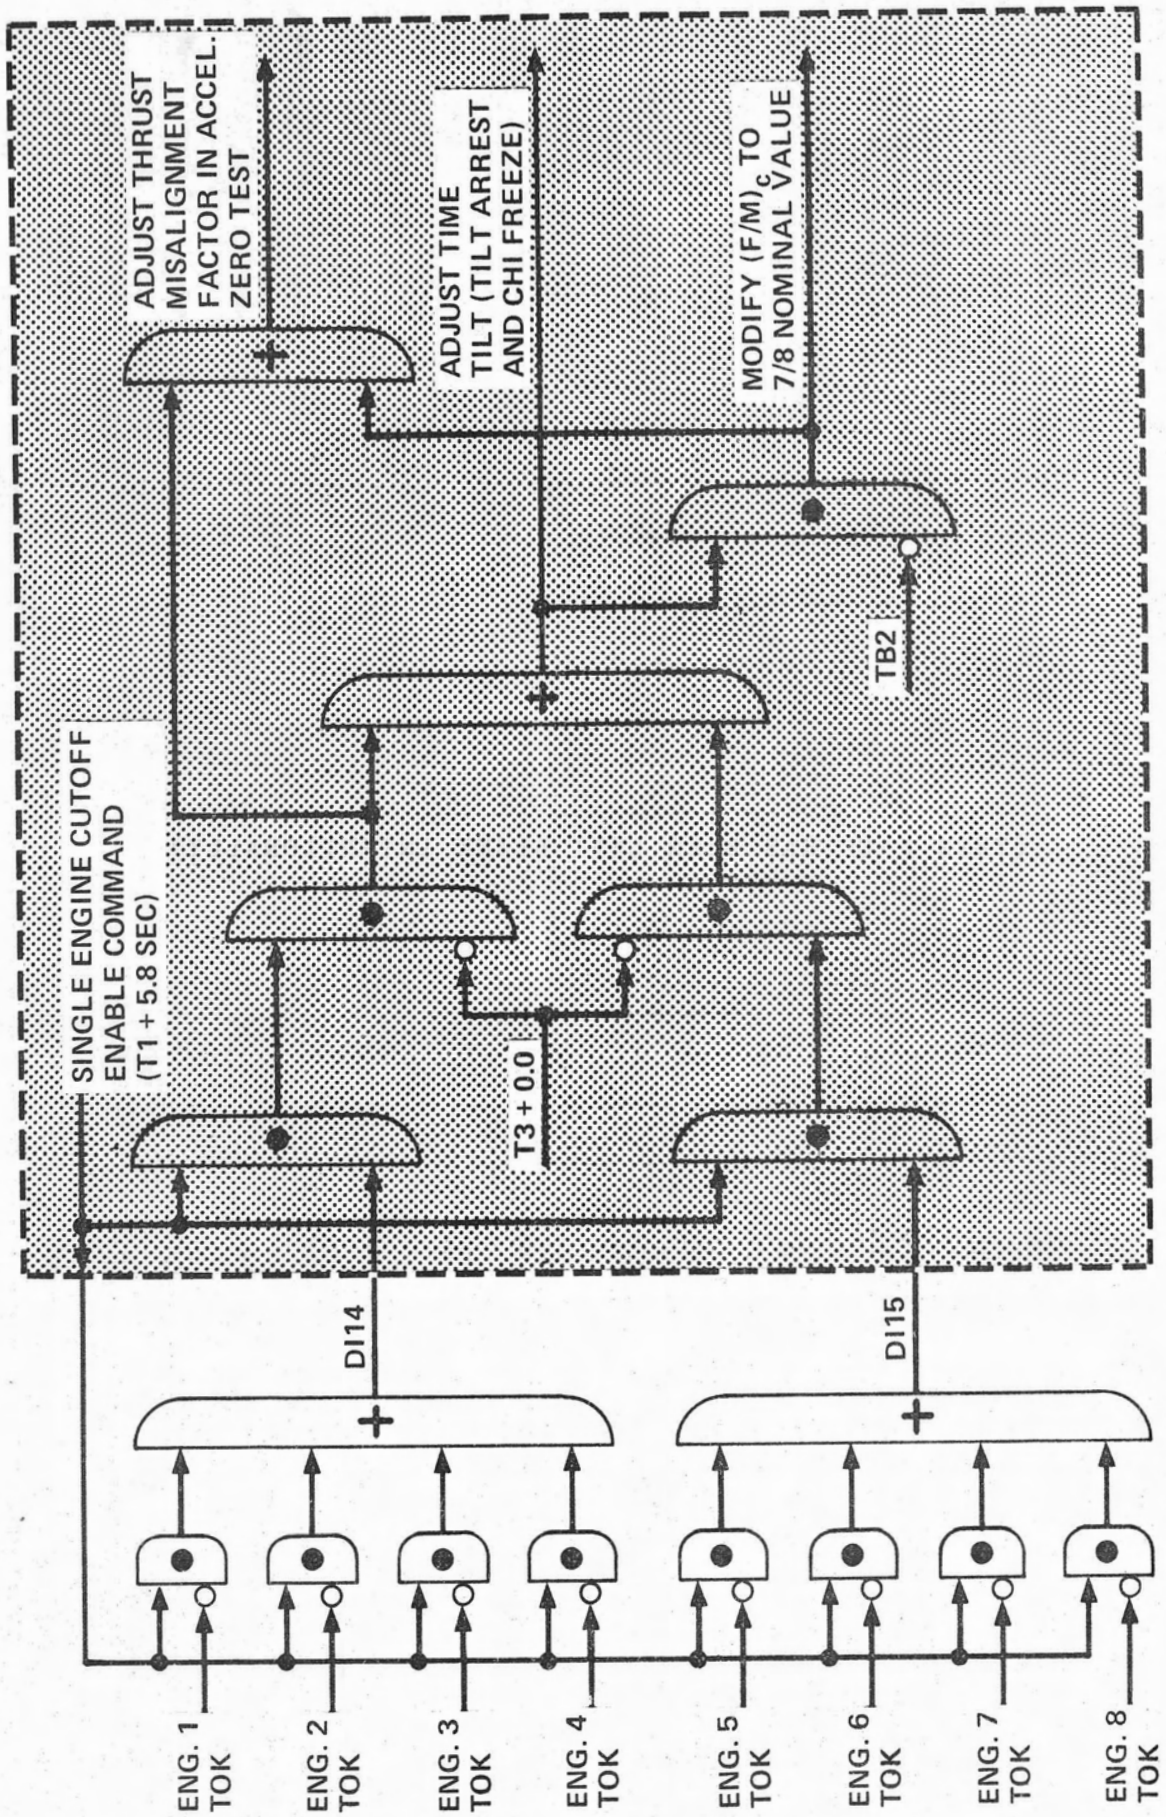 ENG. 1
TOK
ENG. 2
TOK
ENG. 3
TOK
ENG. 4
TOK
ENG. 5
TOK
ENG. 6
TOK
ENG. 7
TOK
ENG. 8
TOK
DI14
DI15
SINGLE ENGINE CUTOFF
ENABLE COMMAND
(T1 + 5.8 SEC)
T3 + 0.0
TB2
ADJUST THRUST
MISALIGNMENT
FACTOR IN ACCEL.
ZERO TEST
ADJUST TIME
TILT (TILT ARREST
AND CHI FREEZE)
MODIFY (F/M)c TO
7/8 NOMINAL VALUE